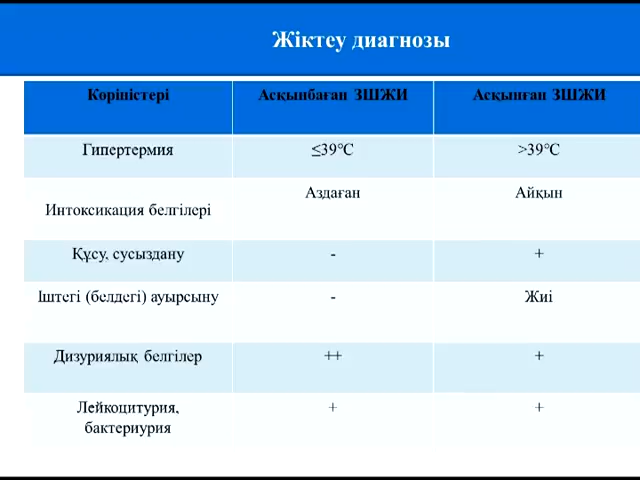 Жіктеу диагнозы
Көріністері Асқынбаған ЗШЖИ Асқынған ЗШЖИ
Гипертермия ≤39°С >39°С
Интоксикация белгілері Аздаған Айқын
Құсу, сусыздану - +
Іштегі (белдегі) ауырсыну - Жиі
Дизуриялық белгілер ++ +
Лейкоцитурия, + +
бактериурия